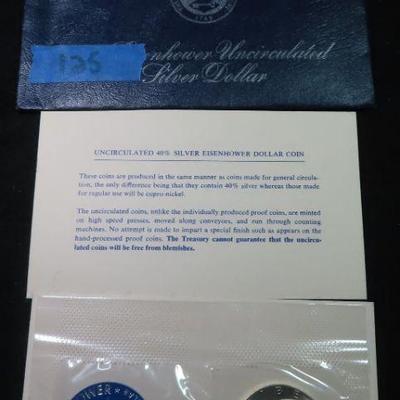 Eisenhower Uncirculated
Silver Dollar
135
UNCIRCULATED 40% SILVER EISENHOWER DOLLAR COIN
These coins are produced in the same manner as coins made for general circula-
tion, the only difference being that they contain 40% silver whereas those made
for regular use will be cupro-nickel.
The uncirculated coins, unlike the individually produced proof coins, are minted
on high speed presses, moved along conveyors, and run through counting
machines. No attempt is made to impart a special finish such as appears on the
hand-processed proof coins. The Treasury cannot guarantee that the uncircu-
lated coins will be free from blemishes.